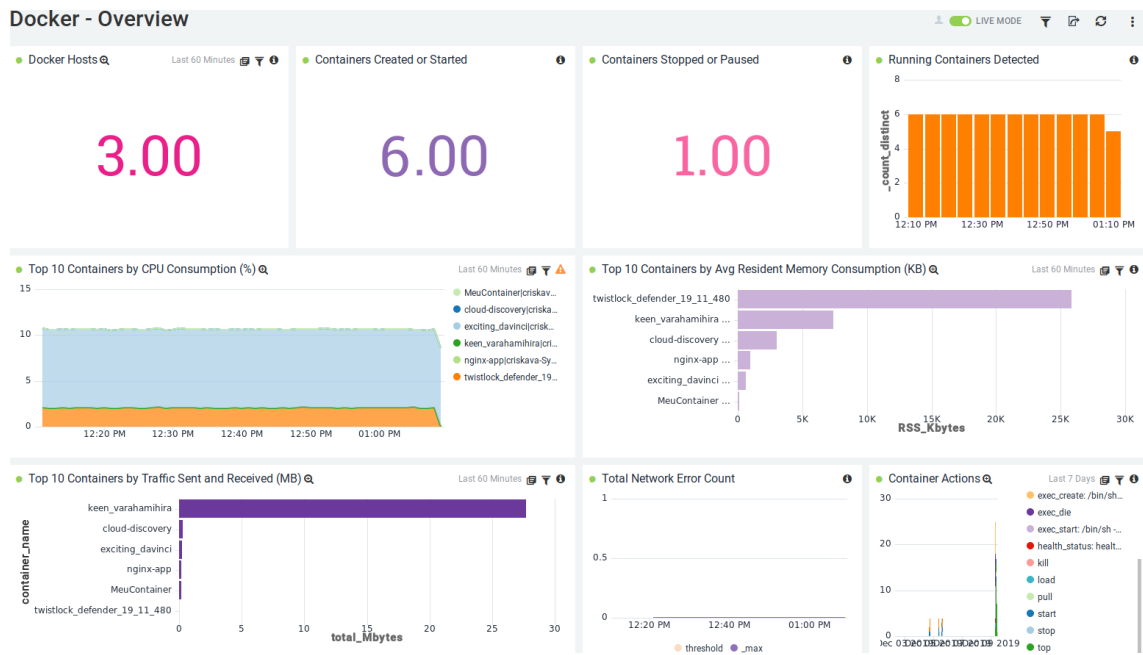 Docker - Overview
LIVE MODE
Docker Hosts
Last 60 Minutes
3.00
Containers Created or Started
6.00
Containers Stopped or Paused
1.00
Running Containers Detected
8
6
4
2
0
_count_distinct
12:10 PM 12:30 PM 12:50 PM 01:10 PM
Top 10 Containers by CPU Consumption (%)
Last 60 Minutes
15
10
5
0
12:20 PM 12:30 PM 12:40 PM 12:50 PM 01:00 PM
MeuContainer|criskav...
cloud-discovery|criska...
exciting_davinci|crisk...
keen_varahamihira|cri...
nginx-app|criskava-Sy...
twistlock_defender_19...
Top 10 Containers by Avg Resident Memory Consumption (KB)
Last 60 Minutes
twistlock_defender_19_11_480
keen_varahamihira ...
cloud-discovery ...
nginx-app ...
exciting_davinci ...
MeuContainer ...
0 5K 10K 15K 20K 25K 30K
RSS_Kbytes
Top 10 Containers by Traffic Sent and Received (MB)
Last 60 Minutes
container_name
keen_varahamihira
cloud-discovery
exciting_davinci
nginx-app
MeuContainer
twistlock_defender_19_11_480
0 5 10 15 20 25 30
total_Mbytes
Total Network Error Count
1
0.5
0
12:20 PM 12:40 PM 01:00 PM
threshold _max
Container Actions
Last 7 Days
30
20
10
0
2019
exec_create: /bin/sh...
exec_die
exec_start: /bin/sh -...
health_status: healt...
kill
load
pull
start
stop
top